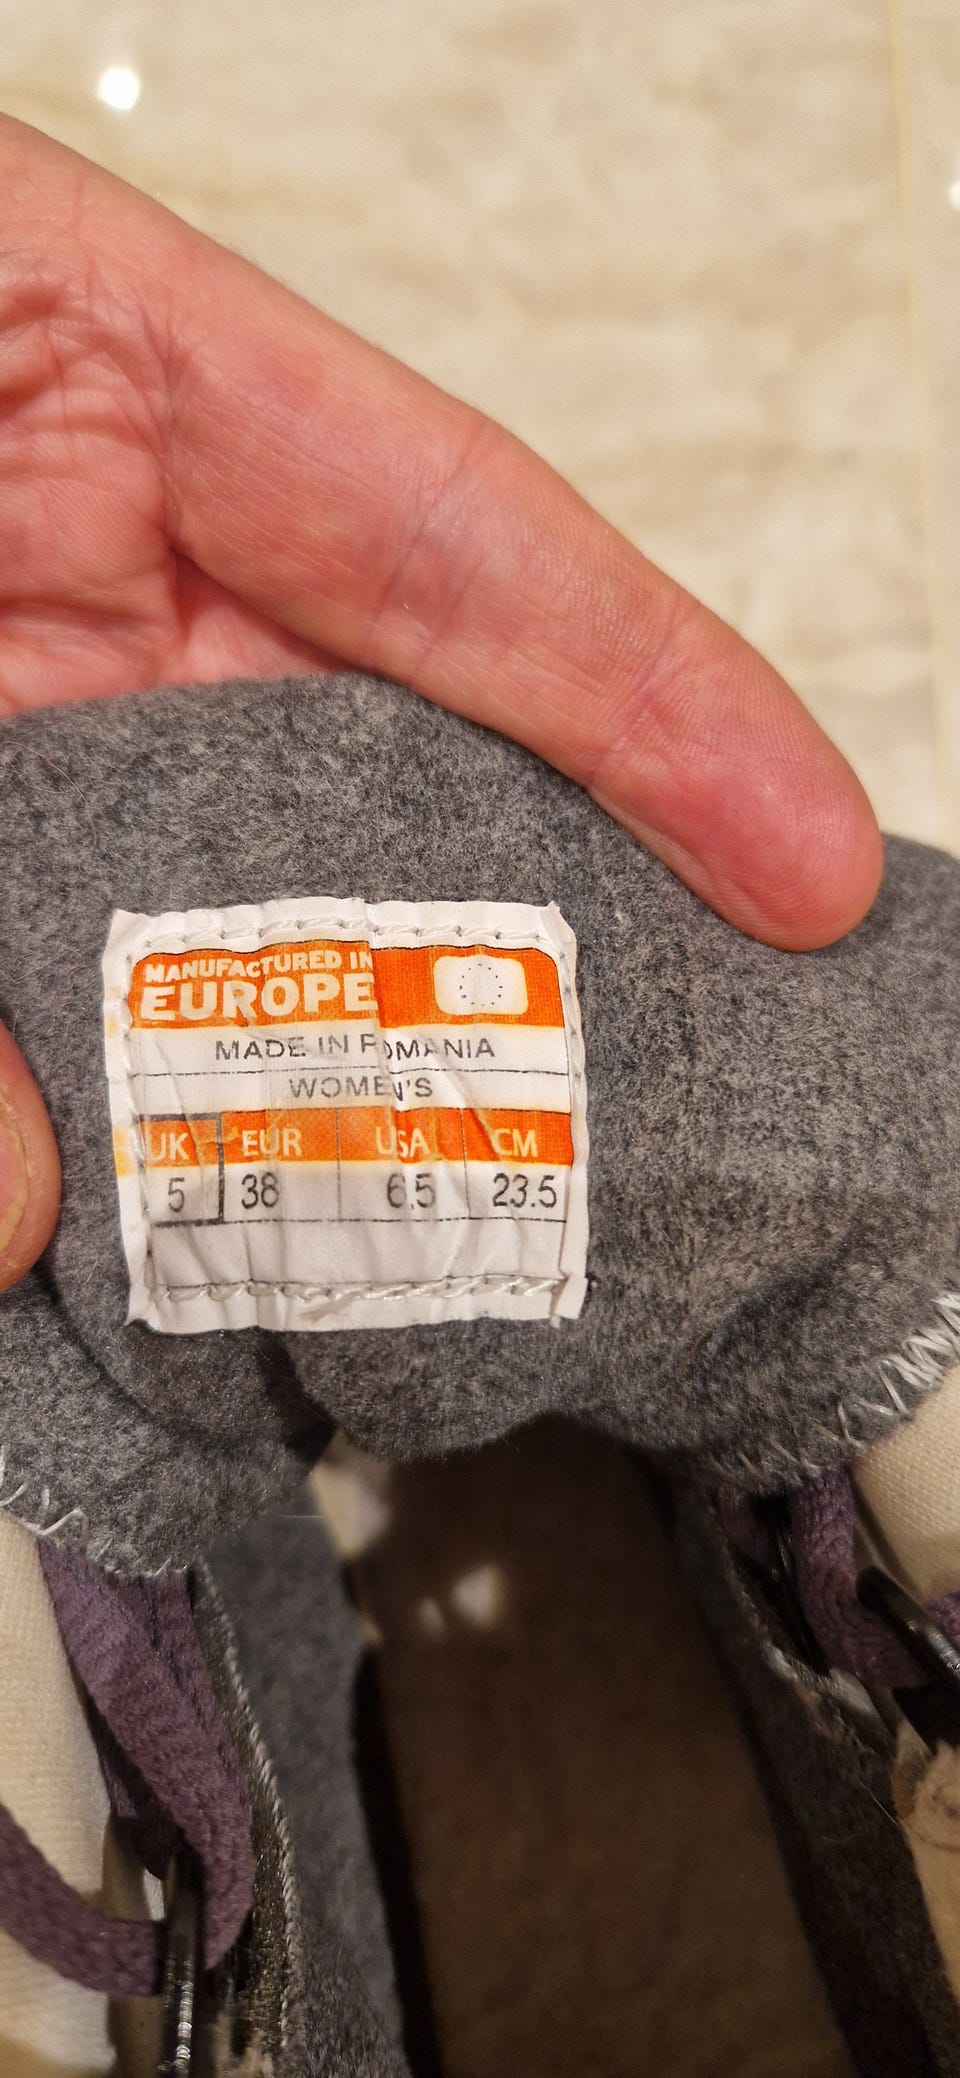 MANUFACTURED IN
EUROPE
MADE IN ROMANIA
WOMEN'S
UK EUR USA CM
5 38 6.5 23.5